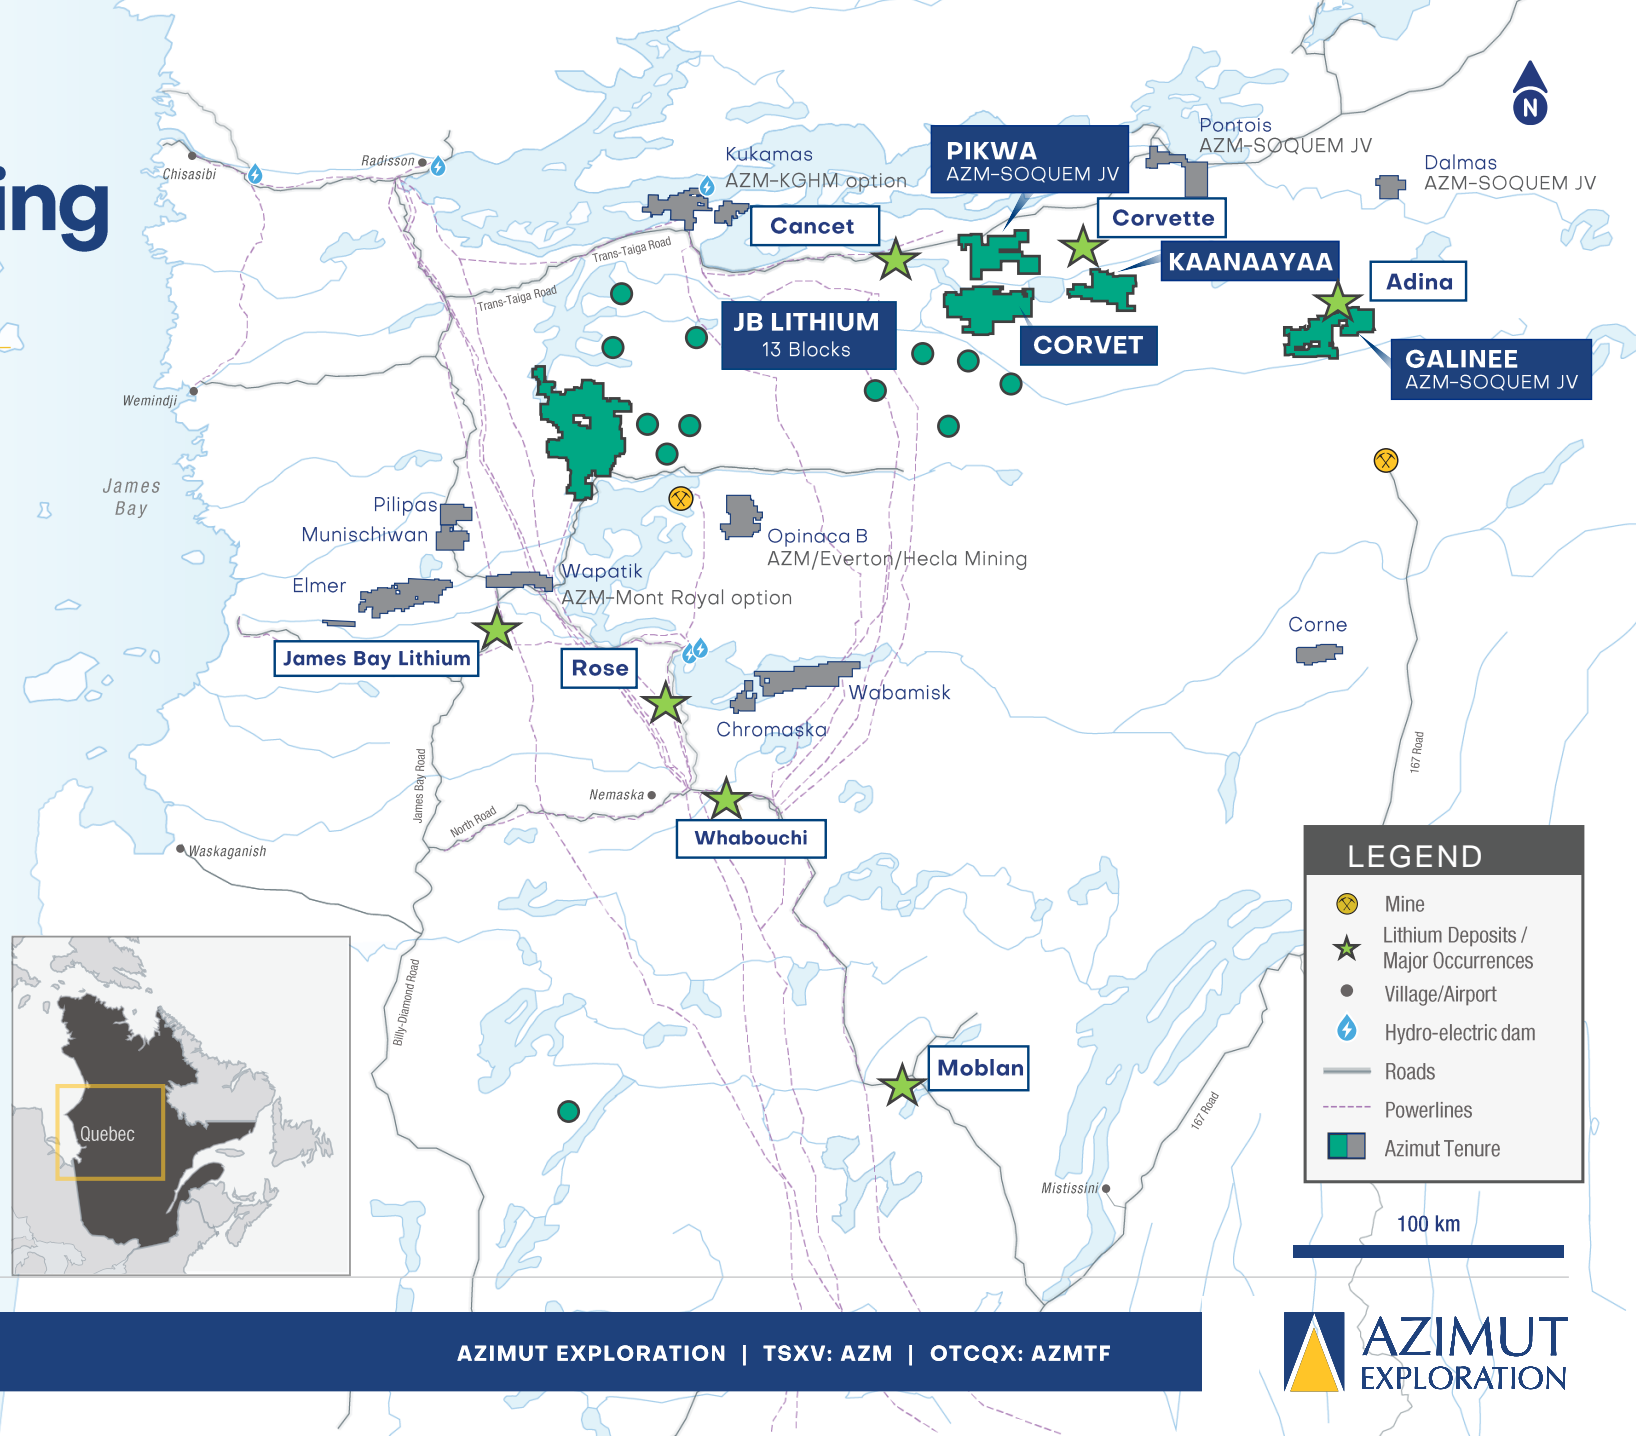 ing
N
Pontois
AZM-SOQUEM JV
Kukamas
AZM-KGHM option
PIKWA
AZM-SOQUEM JV
Dalmas
AZM-SOQUEM JV
Radisson
Chisasibi
Cancet
Corvette
Trans-Taiga Road
KAANAAYAA
Adina
Trans-Taiga Road
JB LITHIUM
13 Blocks
CORVET
GALINEE
AZM-SOQUEM JV
Wemindji
James
Bay
Pilipas
Munischiwan
Opinaca B
AZM/Everton/Hecla Mining
Elmer
Wapatik
AZM-Mont Royal option
Corne
James Bay Lithium
Rose
Wabamisk
Chromaska
James Bay Road
167 Road
Nemaska
North Road
Whabouchi
Waskaganish
Billy-Diamond Road
Moblan
167 Road
Mistissini
Quebec
LEGEND
Mine
Lithium Deposits /
Major Occurrences
Village/Airport
Hydro-electric dam
Roads
Powerlines
Azimut Tenure
100 km
AZIMUT EXPLORATION | TSXV: AZM | OTCQX: AZMTF
AZIMUT
EXPLORATION